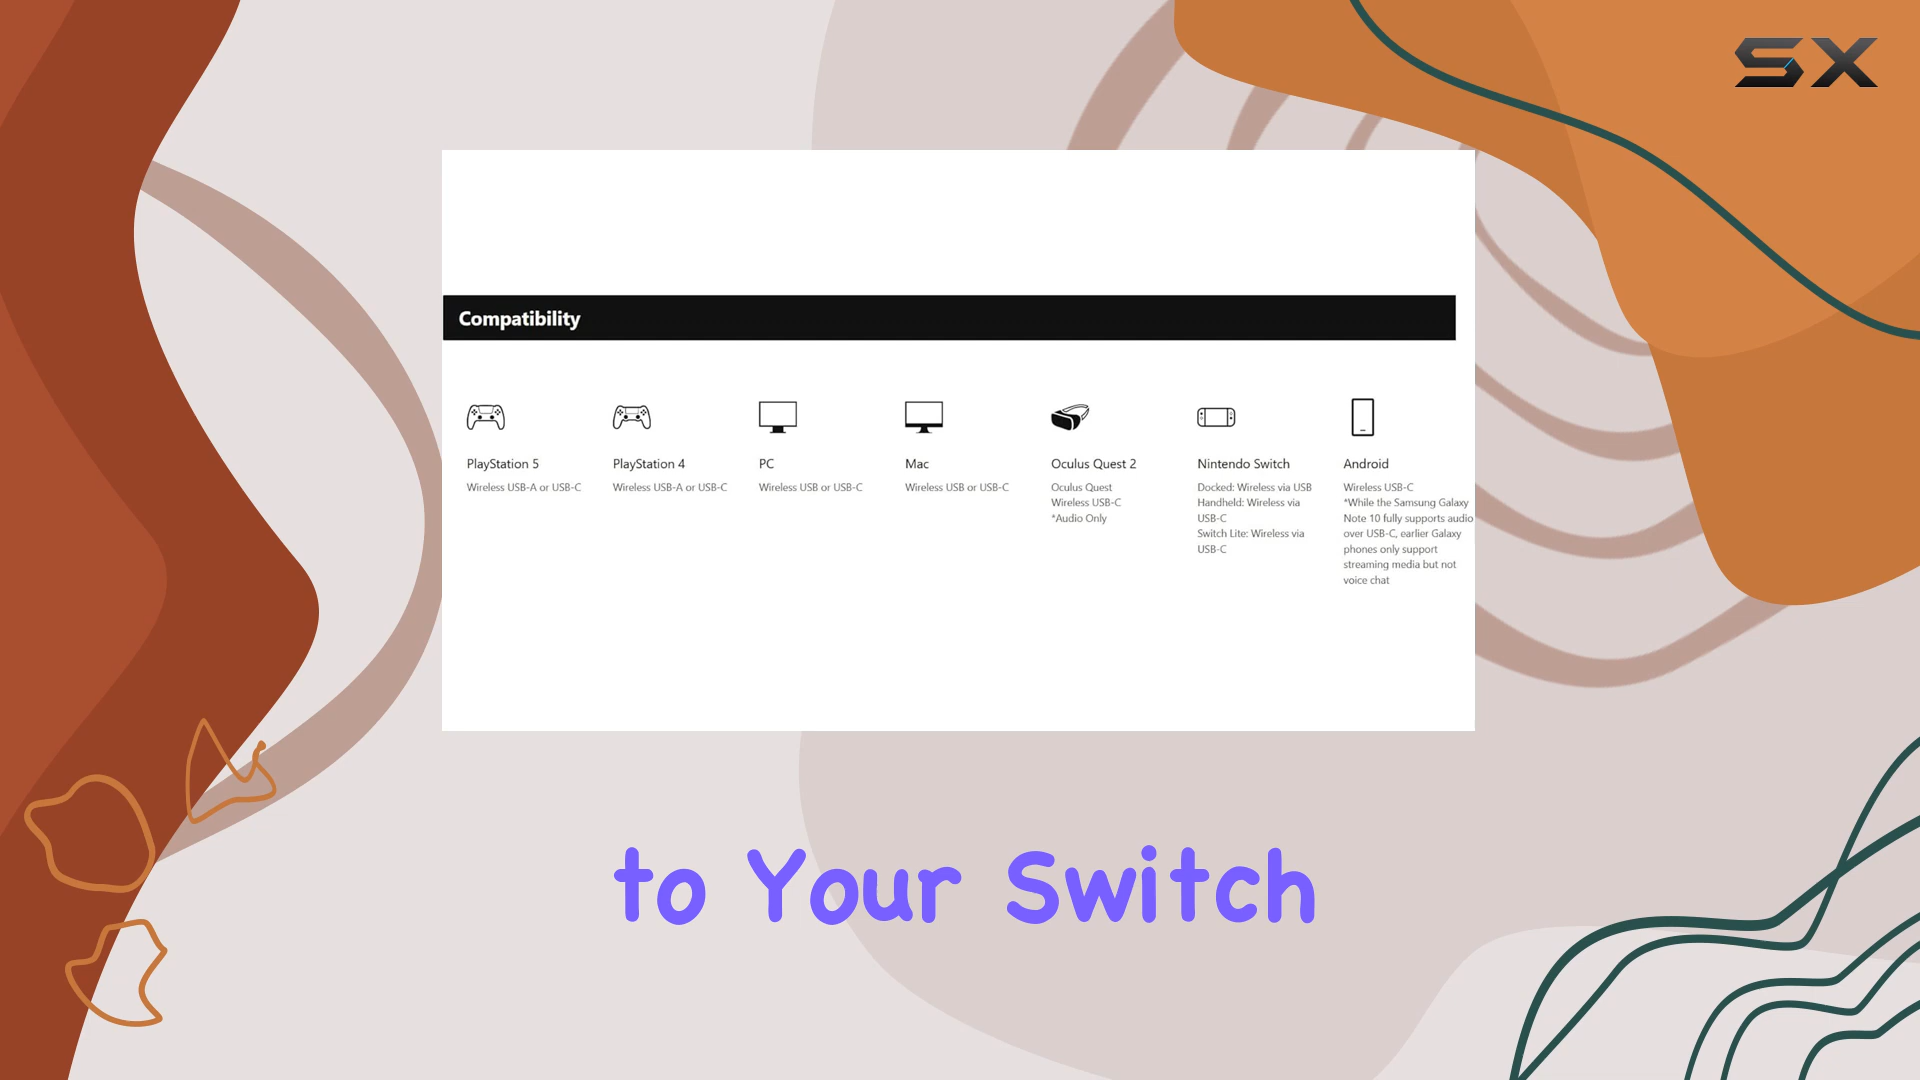 SX
Compatibility
PlayStation 5
Wireless USB-A or USB-C
PlayStation 4
Wireless USB-A or USB-C
PC
Wireless USB or USB-C
Mac
Wireless USB or USB-C
Oculus Quest 2
Oculus Quest
Wireless USB-C
*Audio Only
Nintendo Switch
Docked: Wireless via USB
Handheld: Wireless via
USB-C
Switch Lite: Wireless via
USB-C
Android
Wireless USB-C
*While the Samsung Galaxy
Note 10 fully supports audio
over USB-C, earlier Galaxy
phones only support
streaming media but not
voice chat
to Your Switch